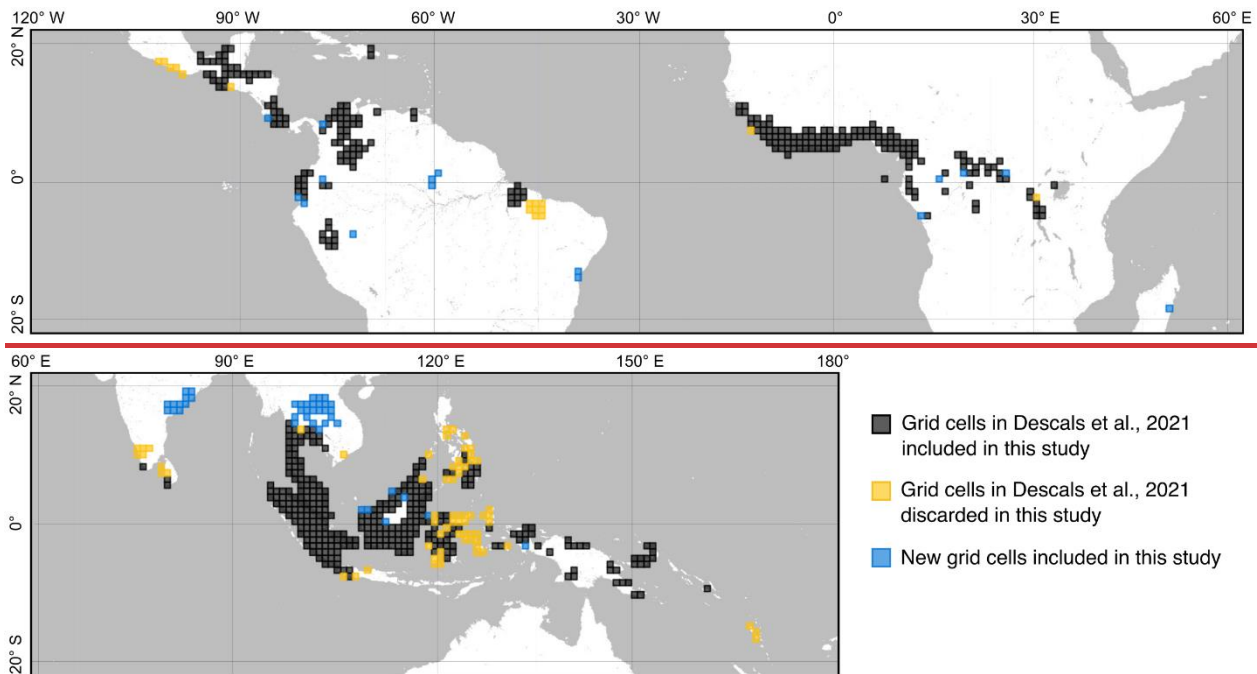 120° W 90° W 60° W 30° W 0° 30° E 60° E
20° N
0°
20° S
60° E 90° E 120° E 150° E 180°
20° N
0°
20° S
Grid cells in Descals et al., 2021
included in this study
Grid cells in Descals et al., 2021
discarded in this study
New grid cells included in this study